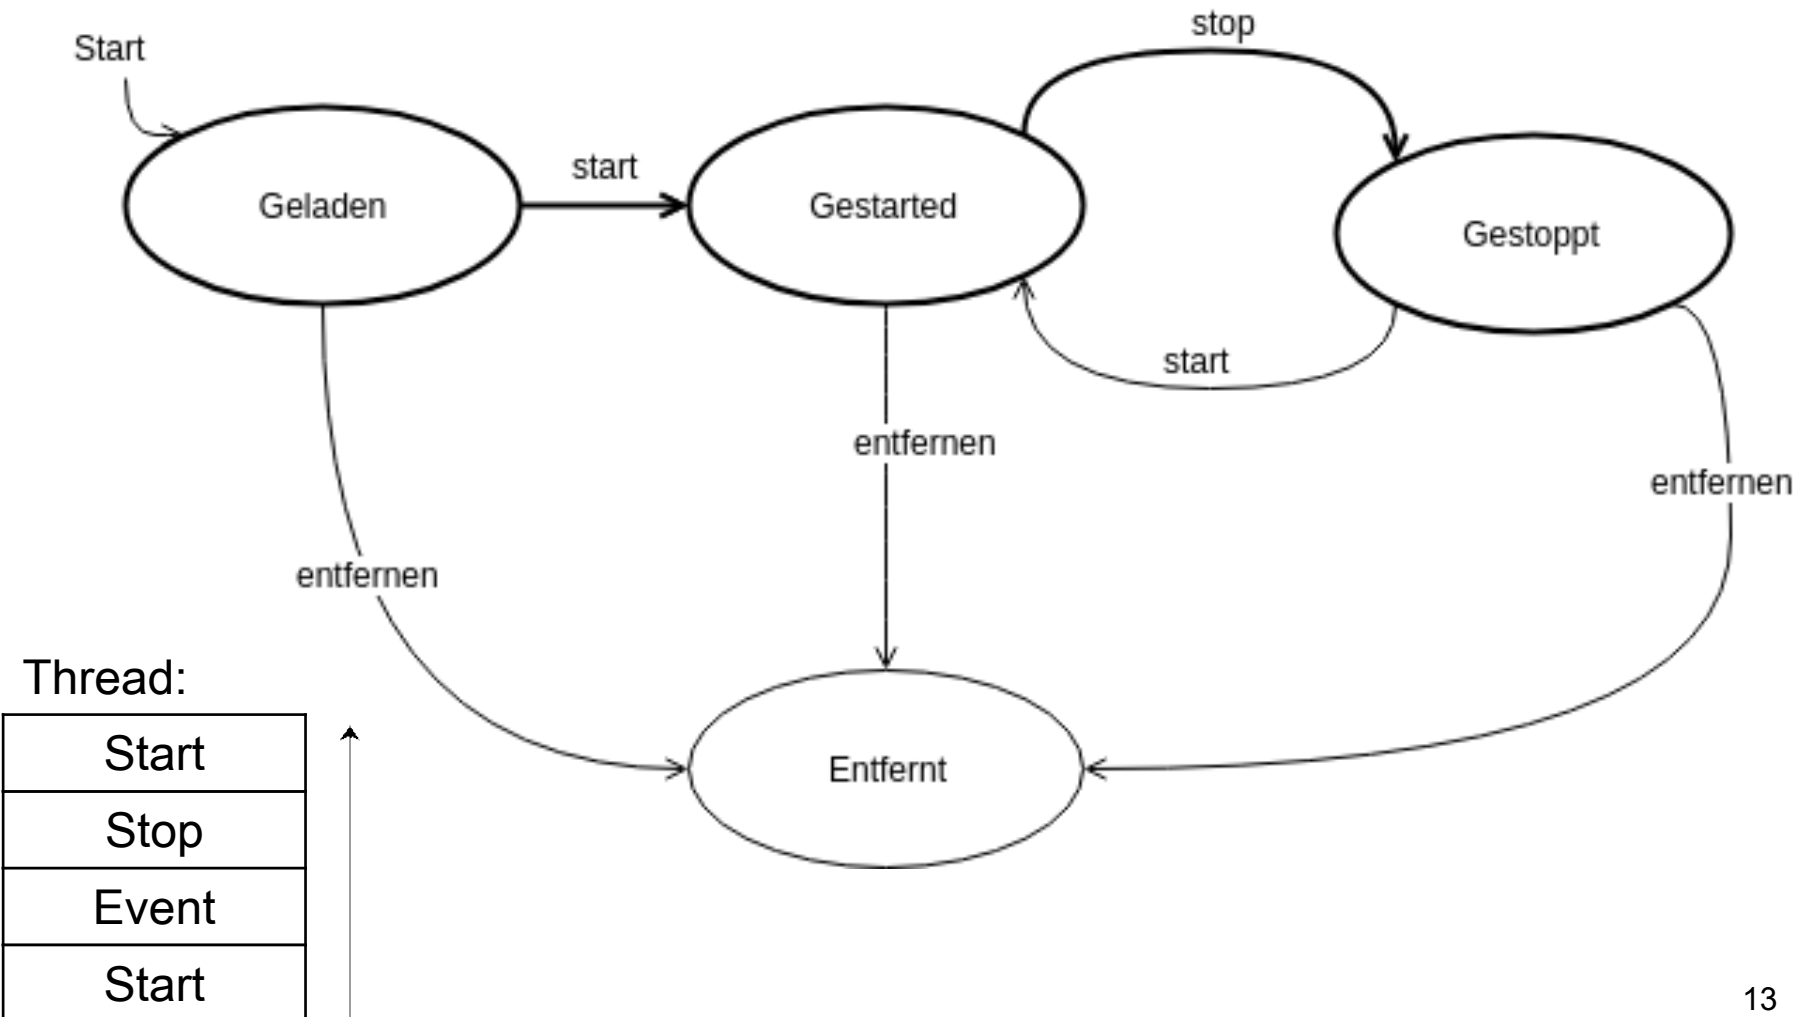 stop
Start
start
Geladen
Gestarted
Gestoppt
start
entfernen
entfernen
entfernen
Entfernt
Thread:
Start
Stop
Event
Start
13